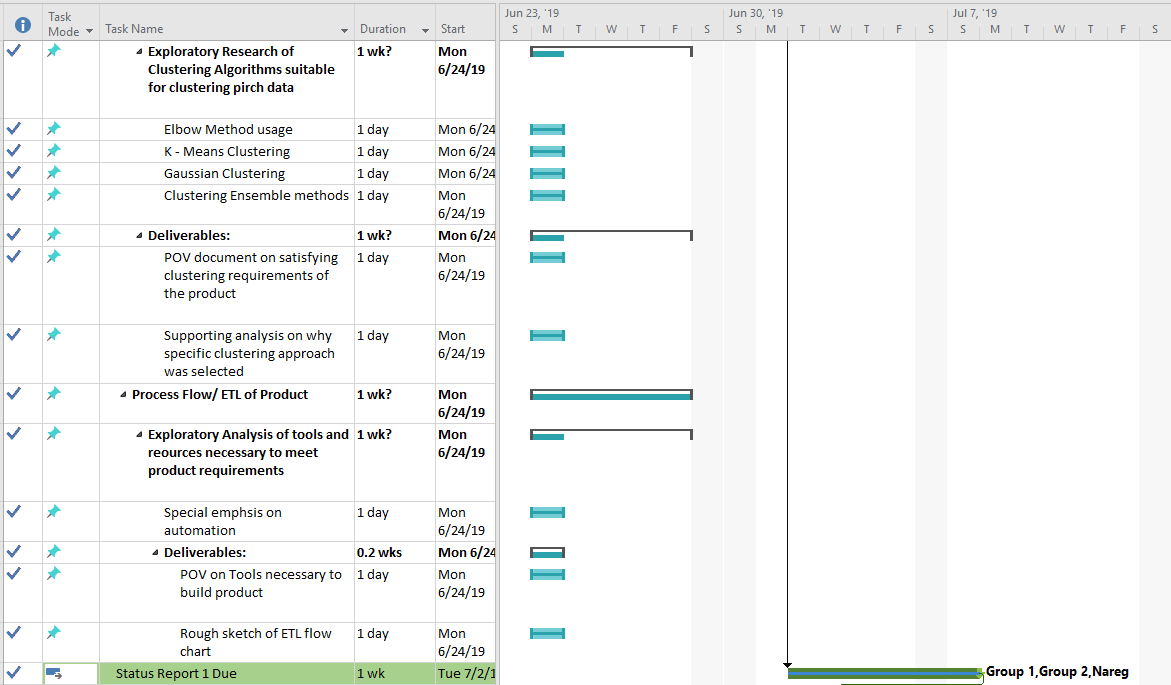 Task
Mode
Task Name
Duration
Start
Jun 23, '19
Jun 30, '19
Jul 7, '19
S M T W T F S S M T W T F S S M T W T F S
Exploratory Research of
Clustering Algorithms suitable
for clustering pirch data
1 wk?
Mon
6/24/19
Elbow Method usage
1 day
Mon 6/24
K - Means Clustering
1 day
Mon 6/24
Gaussian Clustering
1 day
Mon 6/24
Clustering Ensemble methods
1 day
Mon
6/24/19
Deliverables:
1 wk?
Mon 6/24
POV document on satisfying
clustering requirements of
the product
1 day
Mon
6/24/19
Supporting analysis on why
specific clustering approach
was selected
1 day
Mon
6/24/19
Process Flow/ ETL of Product
1 wk?
Mon
6/24/19
Exploratory Analysis of tools and
reources necessary to meet
product requirements
1 wk?
Mon
6/24/19
Special emphsis on
automation
1 day
Mon
6/24/19
Deliverables:
0.2 wks
Mon 6/24
POV on Tools necessary to
build product
1 day
Mon
6/24/19
Rough sketch of ETL flow
chart
1 day
Mon
6/24/19
Status Report 1 Due
1 wk
Tue 7/2/1
Group 1,Group 2,Nareg